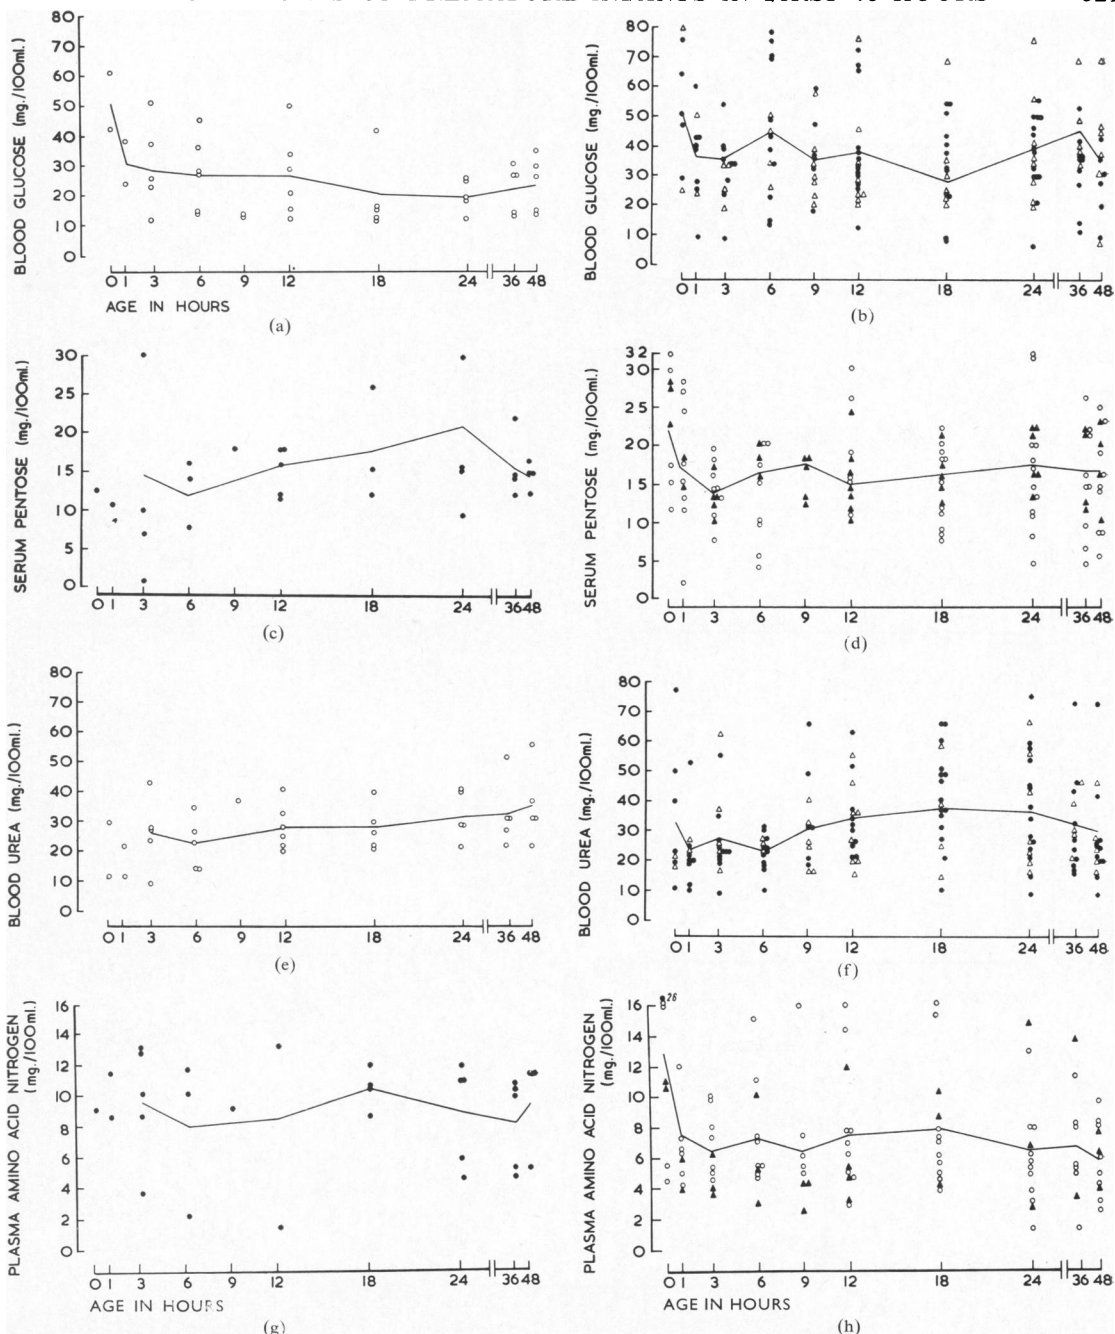 80
70
60
50
40
30
20
10
0
BLOOD GLUCOSE (mg./100ml.)
0 1 3 6 9 12 18 24 36 48
AGE IN HOURS
(a)
80
70
60
50
40
30
20
10
0
BLOOD GLUCOSE (mg./100ml.)
0 1 3 6 9 12 18 24 36 48
(b)
30
25
20
15
10
5
0
SERUM PENTOSE (mg./100ml.)
0 1 3 6 9 12 18 24 36 48
(c)
32
30
25
20
15
10
5
0
SERUM PENTOSE (mg./100ml.)
0 1 3 6 9 12 18 24 36 48
(d)
80
70
60
50
40
30
20
10
0
BLOOD UREA (mg./100ml.)
0 1 3 6 9 12 18 24 36 48
(e)
80
70
60
50
40
30
20
10
0
BLOOD UREA (mg./100ml.)
0 1 3 6 9 12 18 24 36 48
(f)
16
14
12
10
8
6
4
2
0
PLASMA AMINO ACID NITROGEN
(mg./100ml.)
0 1 3 6 9 12 18 24 36 48
AGE IN HOURS
(g)
26
16
14
12
10
8
6
4
2
0
PLASMA AMINO ACID NITROGEN
(mg./100ml.)
0 1 3 6 9 12 18 24 36 48
AGE IN HOURS
(h)